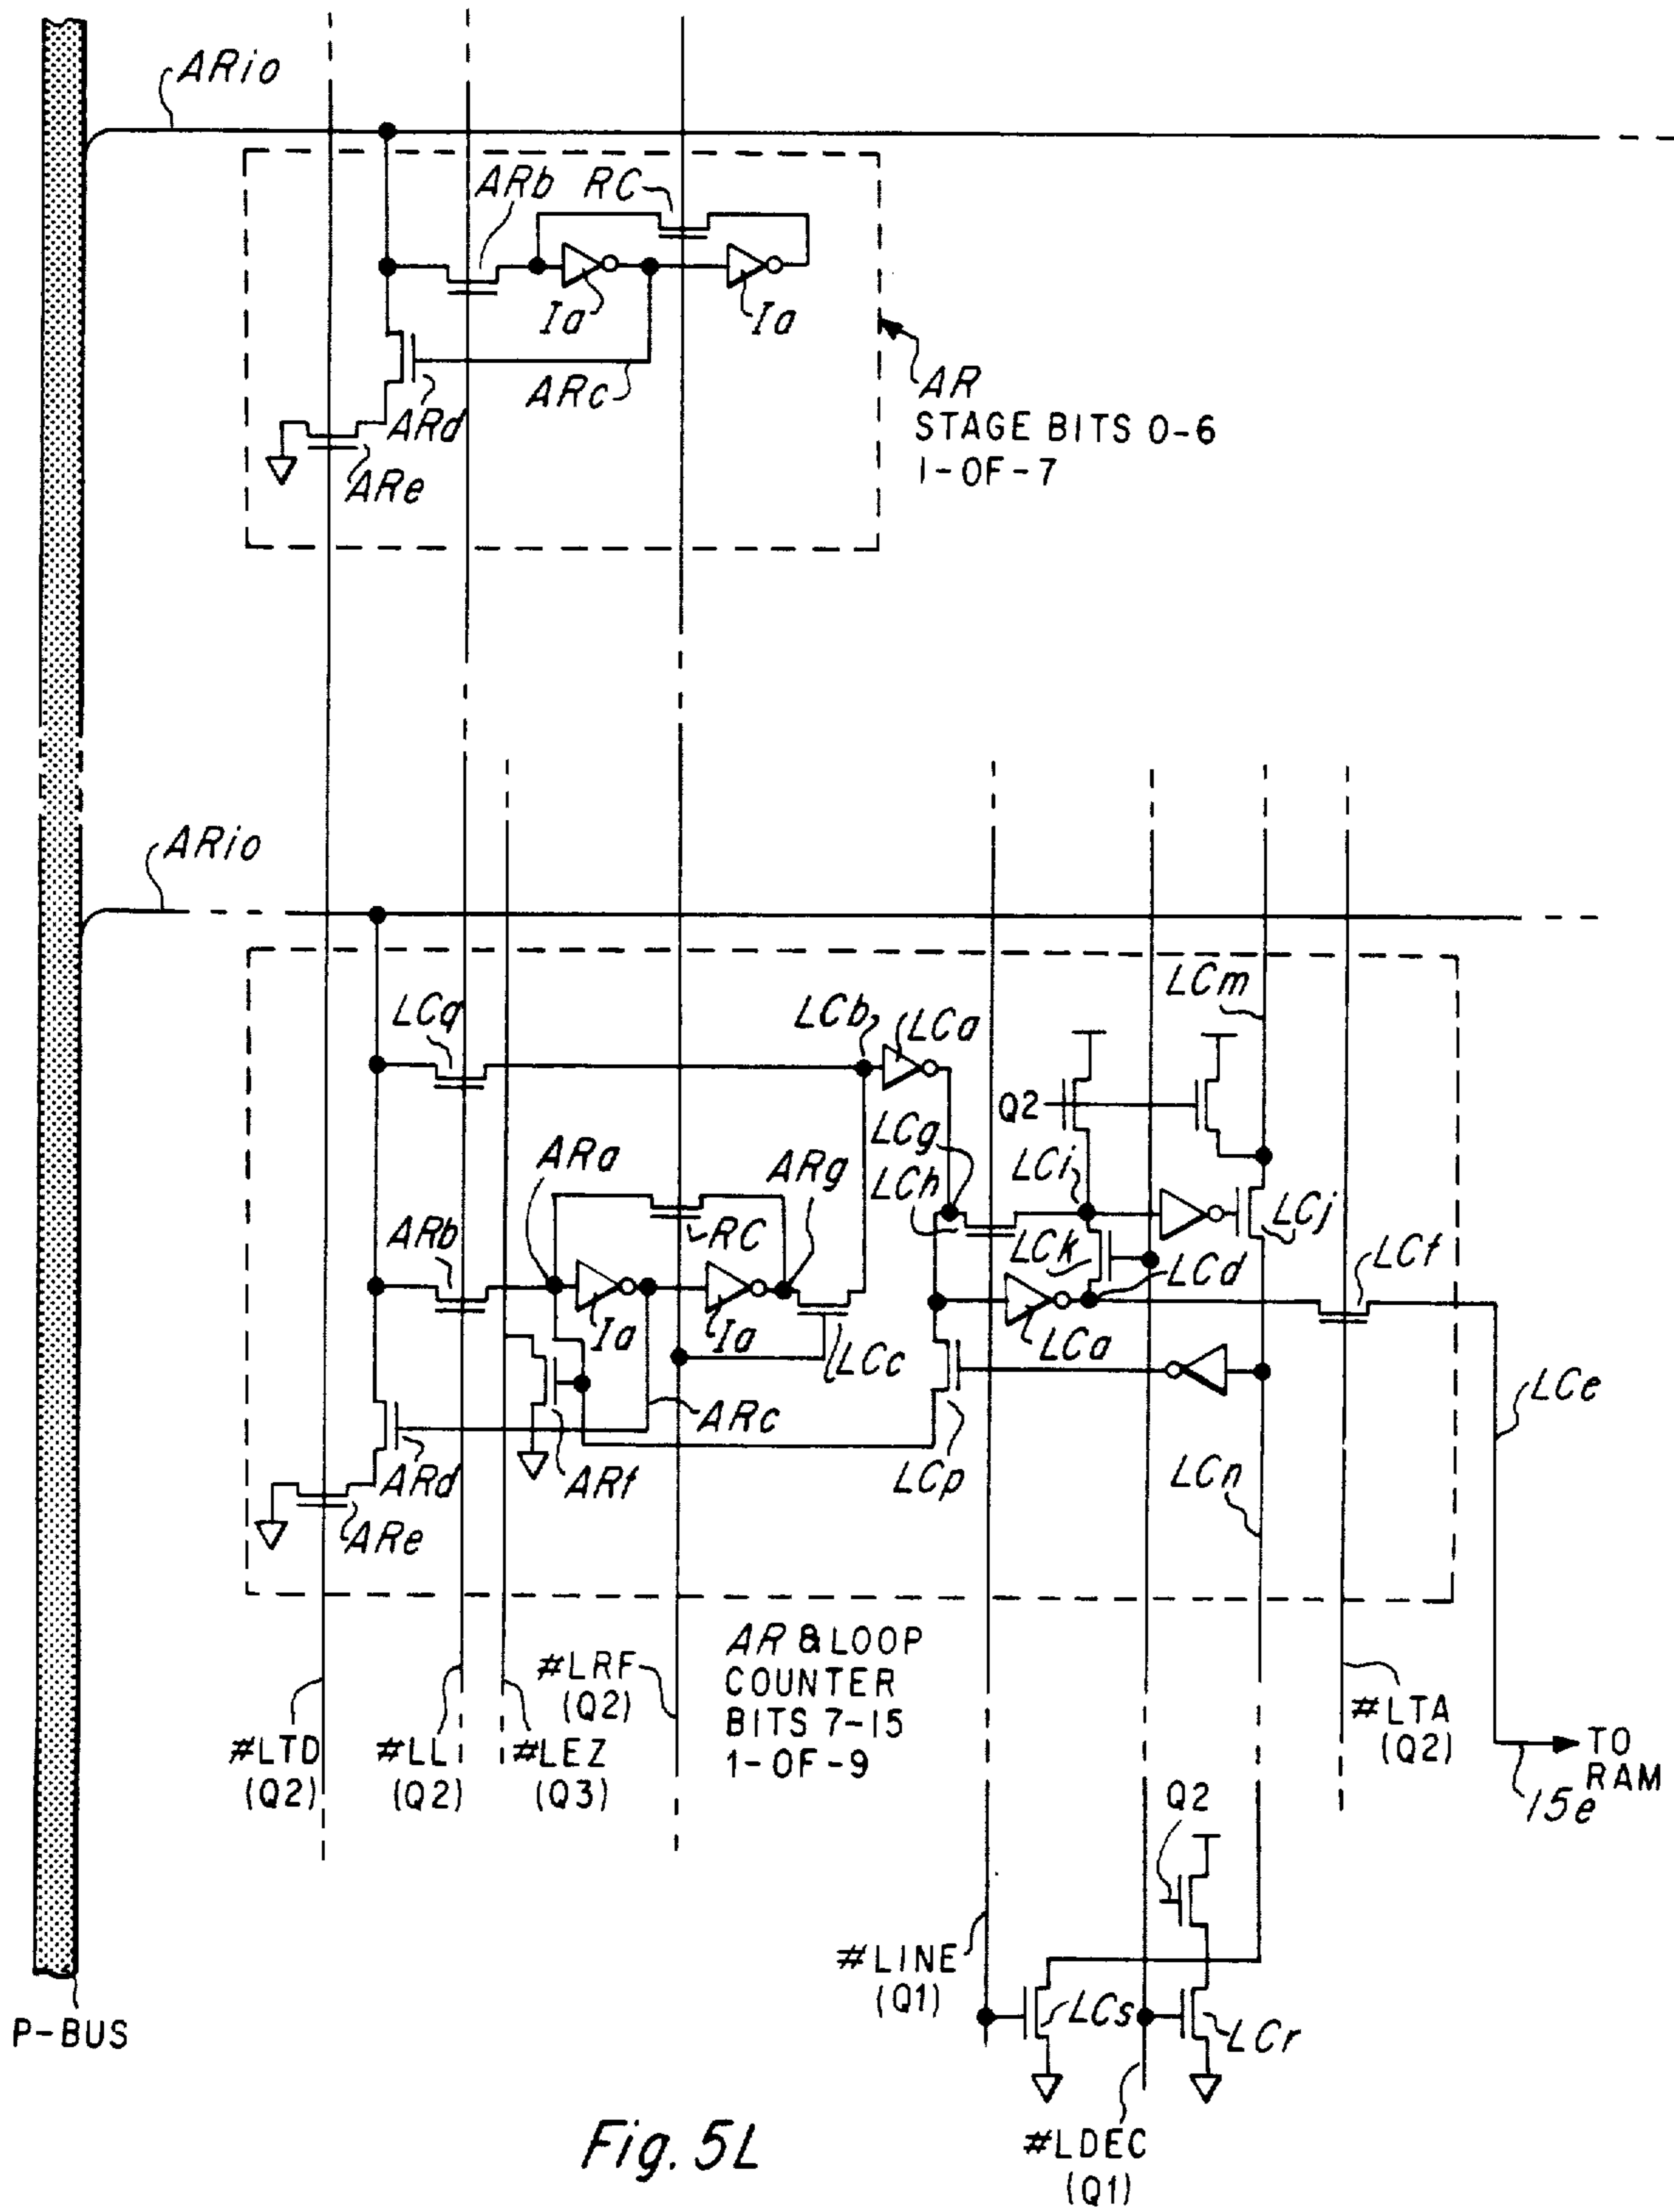 ARio
ARb
RC
Ia
Ia
ARc
ARd
ARe
AR
STAGE BITS 0-6
1-OF-7
ARio
LCq
LCb
LCa
LCm
Q2
LCg
ARa
ARg
LCh
LCi
LCj
ARb
RC
LCk
LCd
LCf
Ia
Ia
LCc
LCa
LCe
ARc
ARd
ARf
LCp
LCn
ARe
#LTD
(Q2)
#LL
(Q2)
#LEZ
(Q3)
#LRF
(Q2)
AR & LOOP
COUNTER
BITS 7-15
1-OF-9
#LTA
(Q2)
TO
RAM
15e
Q2
#LINE
(Q1)
LCs
LCr
P-BUS
#LDEC
(Q1)
Fig. 5L